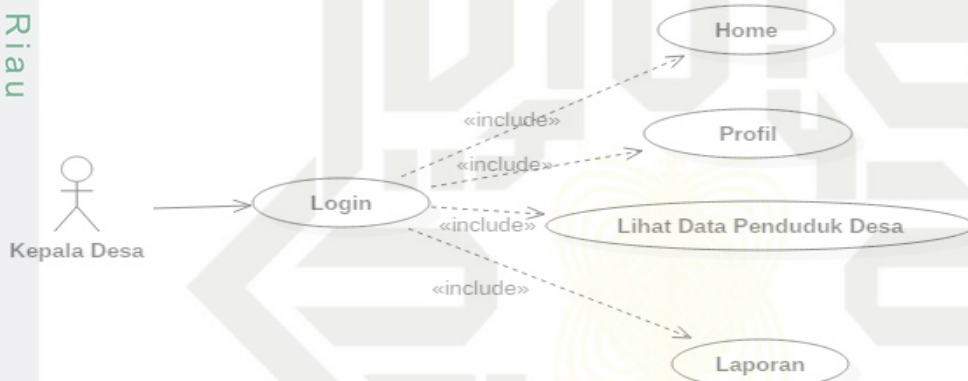 Riau
Home
«include»
Profil
«include»
Login
Lihat Data Penduduk Desa
«include»
Kepala Desa
«include»
Laporan